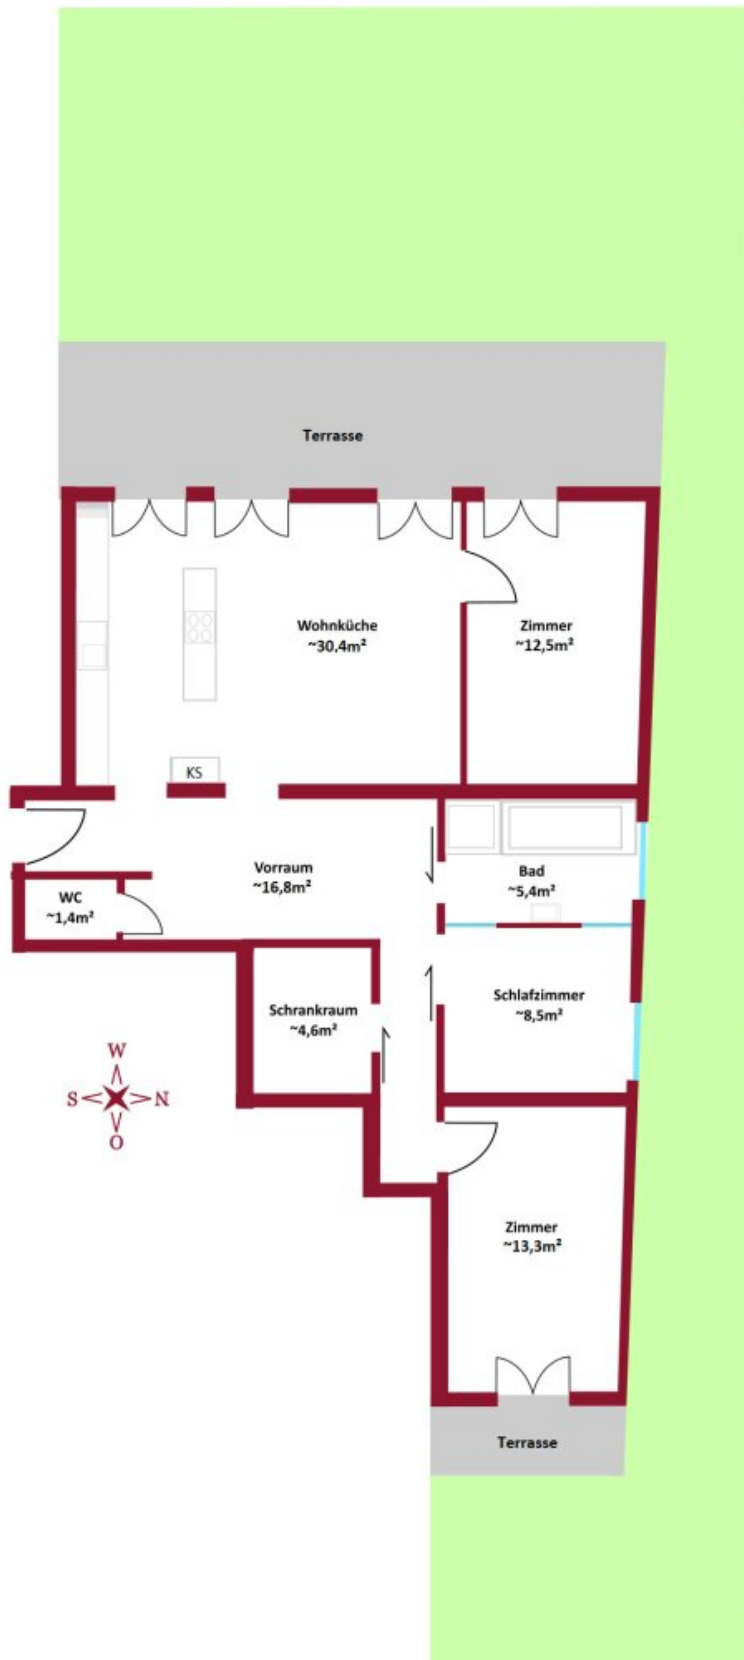 Terrasse
Wohnküche
~30,4m²
Zimmer
~12,5m²
KS
Vorraum
~16,8m²
Bad
~5,4m²
WC
~1,4m²
Schrankraum
~4,6m²
Schlafzimmer
~8,5m²
W
S
N
O
Zimmer
~13,3m²
Terrasse